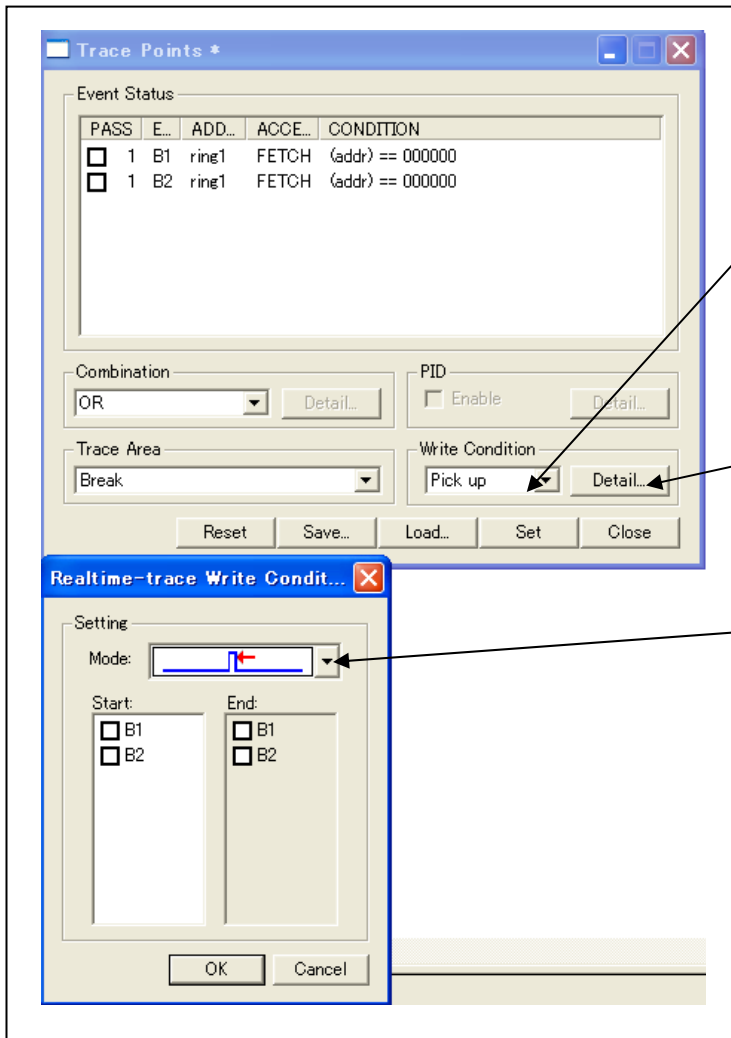 Trace Points *
Event Status
PASS E... ADD... ACCE... CONDITION
1 B1 ring1 FETCH (addr) == 000000
1 B2 ring1 FETCH (addr) == 000000
Combination
OR
Detail...
PID
Enable
Detail...
Trace Area
Break
Write Condition
Pick up
Detail...
Reset Save... Load... Set Close
Realtime-trace Write Condit...
Setting
Mode:
Start: End:
B1 B1
B2 B2
OK Cancel